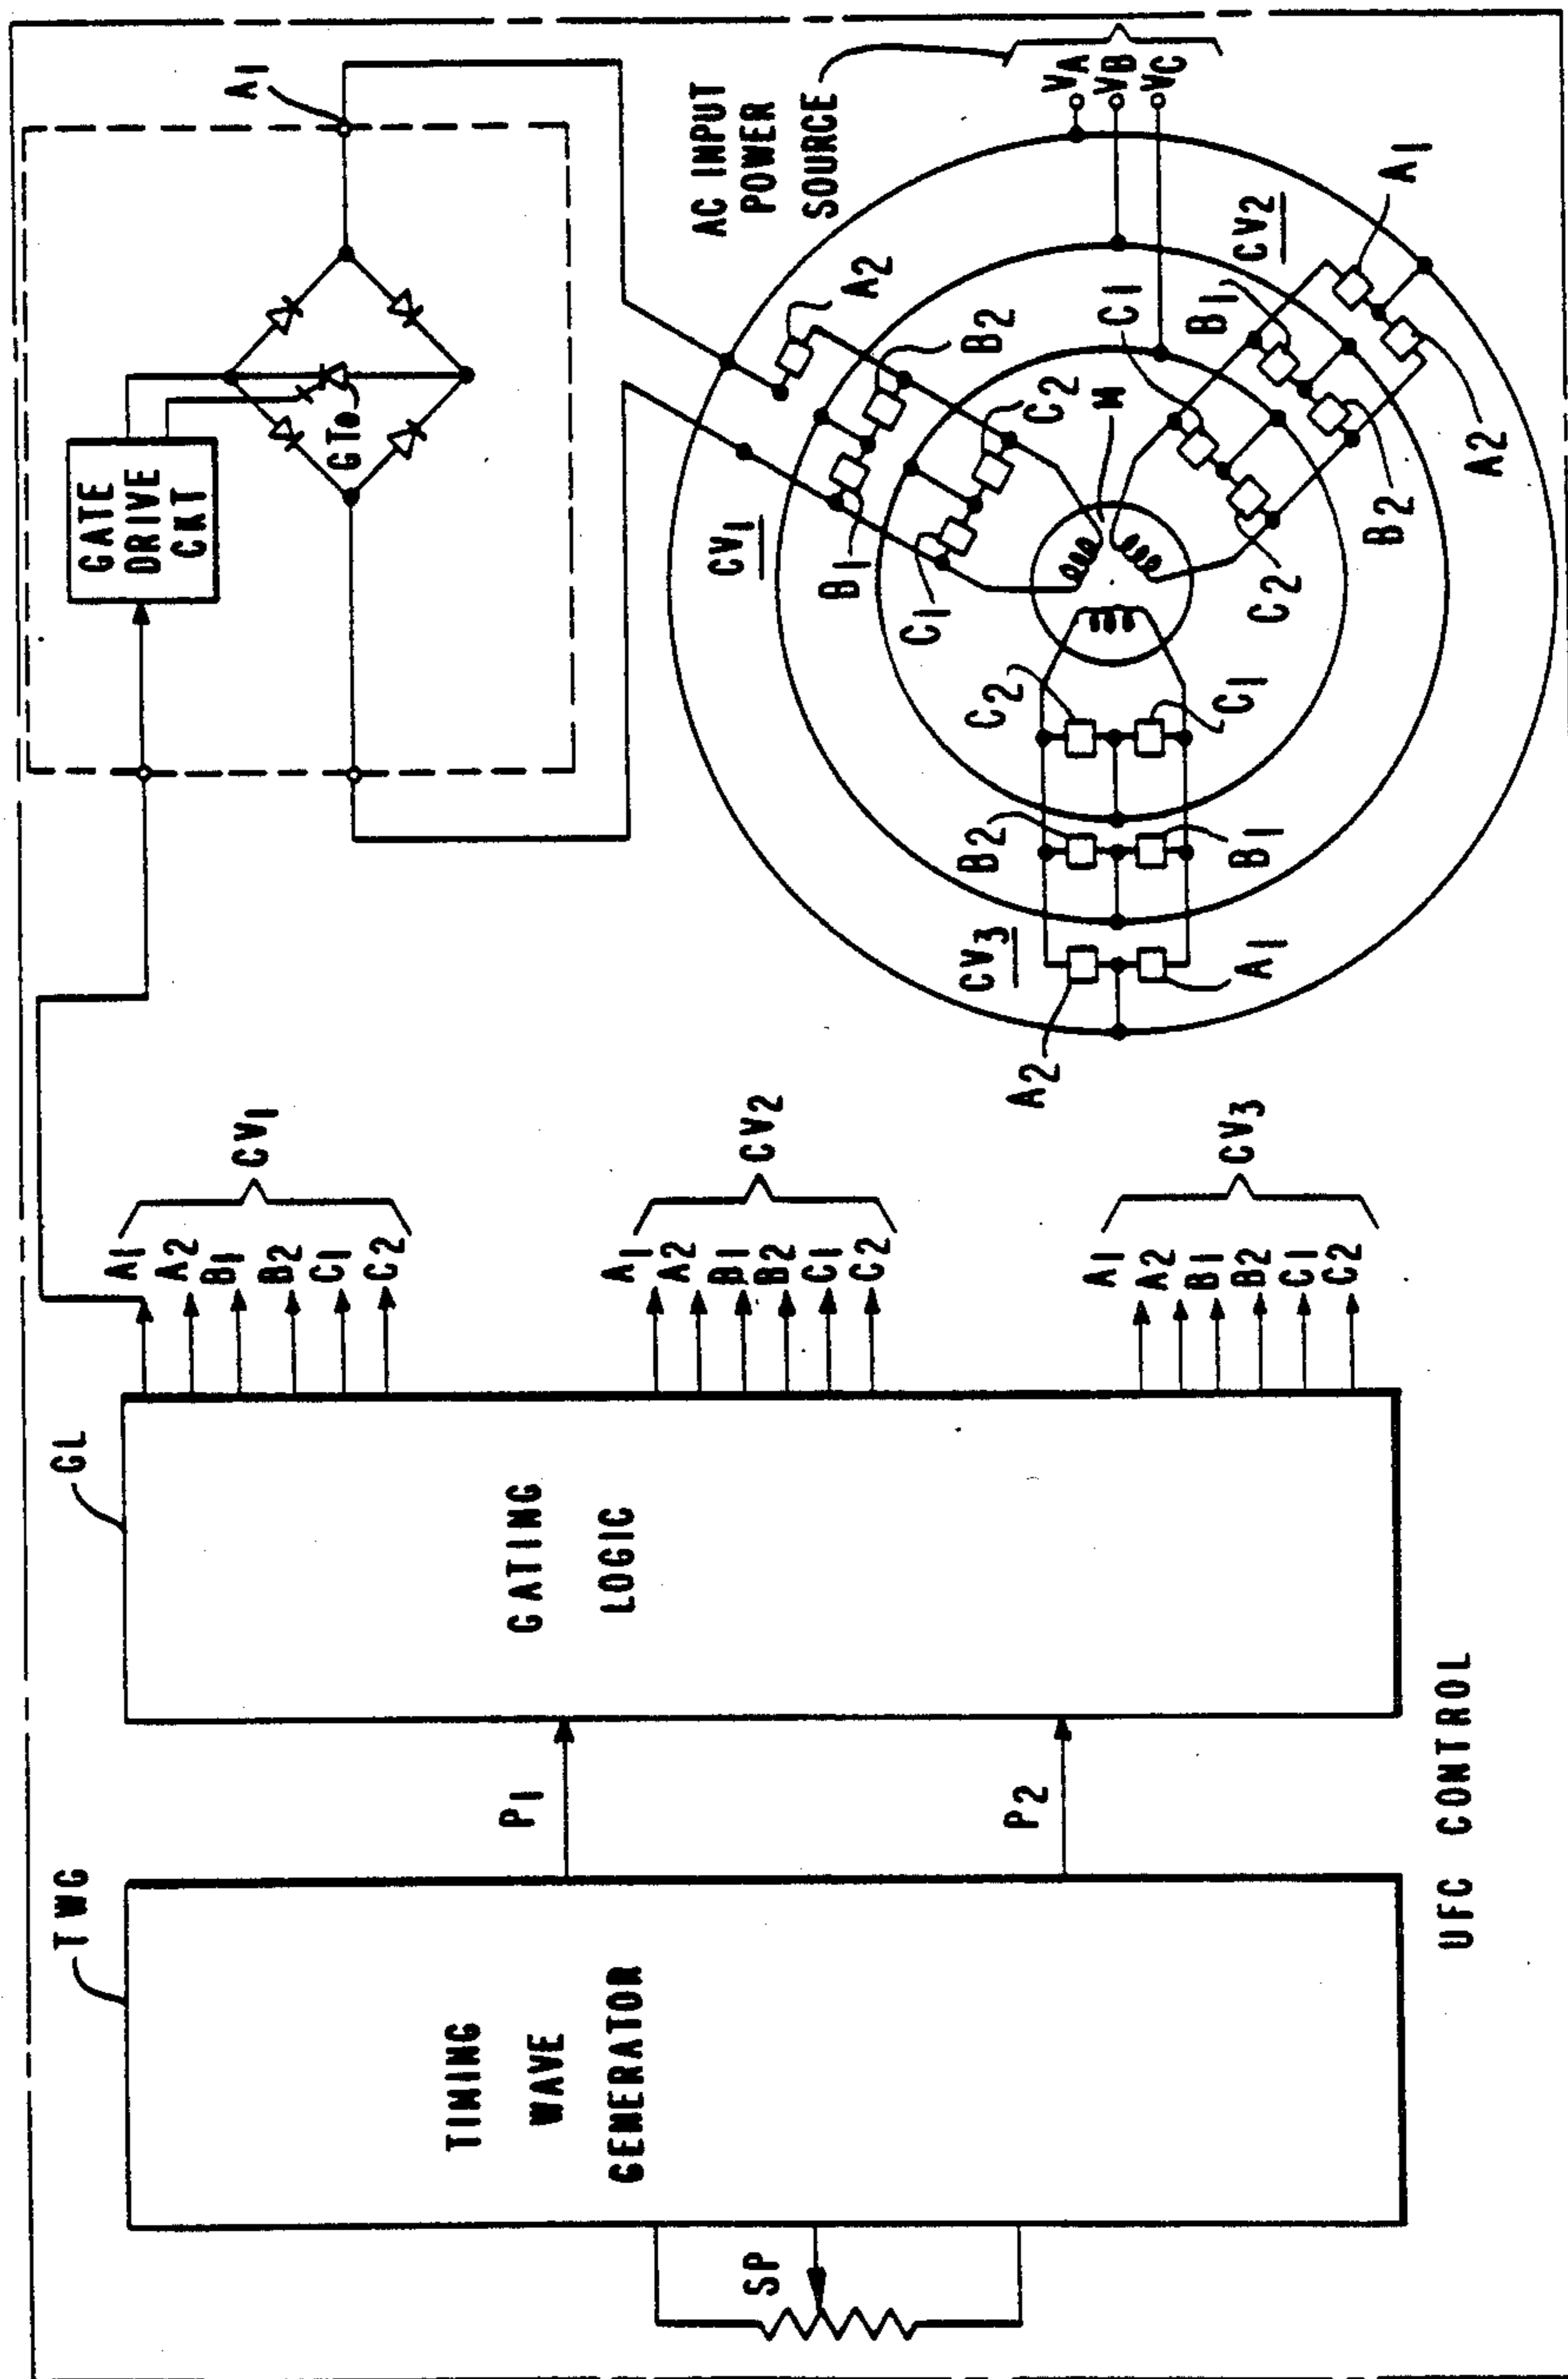 SP
TIMING
WAVE
GENERATOR
TWG
P1
P2
GATING
LOGIC
GL
A1
A2
B1
B2
C1
C2
CV1
A1
A2
B1
B2
C1
C2
CV2
A1
A2
B1
B2
C1
C2
CV3
UFC CONTROL
GATE
DRIVE
CKT
GTO
A1
AC INPUT
POWER
SOURCE
VA
VB
VC
CV1
A2
B1
B2
C1
C2
M
CV2
A1
A2
B1
B2
C1
C2
CV3
A2
A1
B2
B1
C2
C1